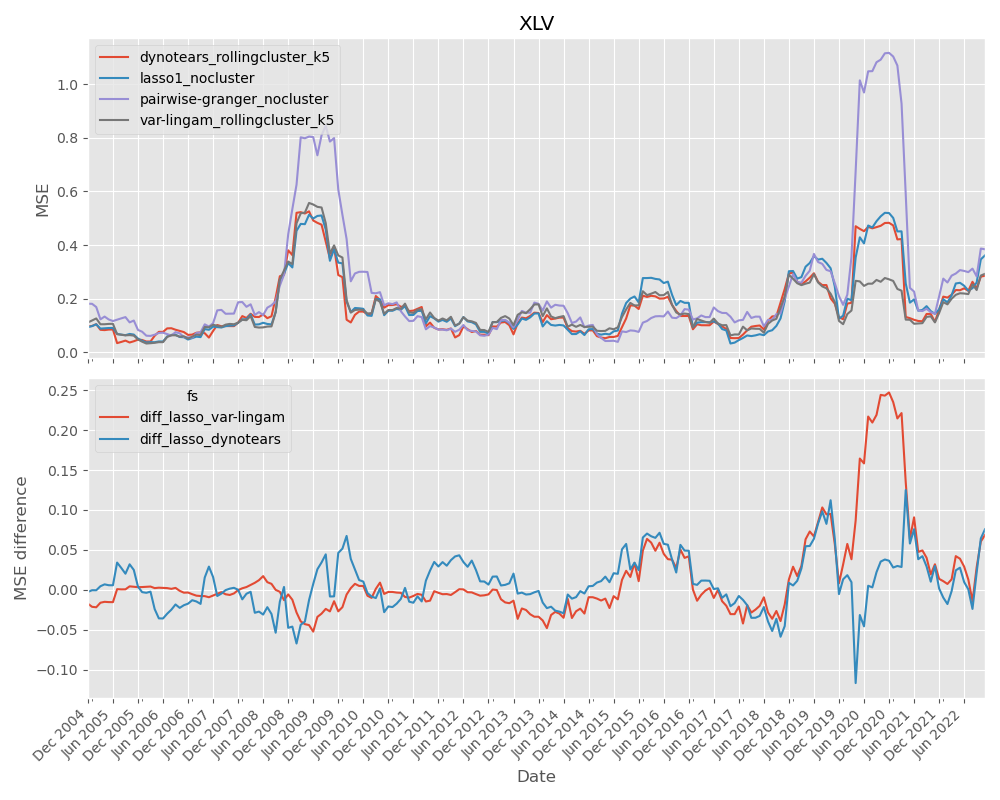 XLV
dynotears_rollingcluster_k5
lasso1_nocluster
pairwise-granger_nocluster
var-lingam_rollingcluster_k5
MSE
1.0
0.8
0.6
0.4
0.2
0.0
fs
diff_lasso_var-lingam
diff_lasso_dynotears
MSE difference
0.25
0.20
0.15
0.10
0.05
0.00
−0.05
−0.10
Dec 2004
Jun 2005
Dec 2005
Jun 2006
Dec 2006
Jun 2007
Dec 2007
Jun 2008
Dec 2008
Jun 2009
Dec 2009
Jun 2010
Dec 2010
Jun 2011
Dec 2011
Jun 2012
Dec 2012
Jun 2013
Dec 2013
Jun 2014
Dec 2014
Jun 2015
Dec 2015
Jun 2016
Dec 2016
Jun 2017
Dec 2017
Jun 2018
Dec 2018
Jun 2019
Dec 2019
Jun 2020
Dec 2020
Jun 2021
Dec 2021
Jun 2022
Date